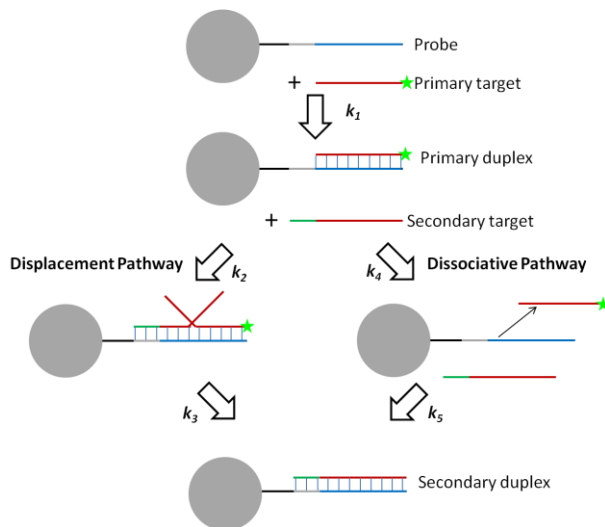 Probe
+ Primary target
k1
Primary duplex
+ Secondary target
Displacement Pathway k2 k4 Dissociative Pathway
k3 k5
Secondary duplex